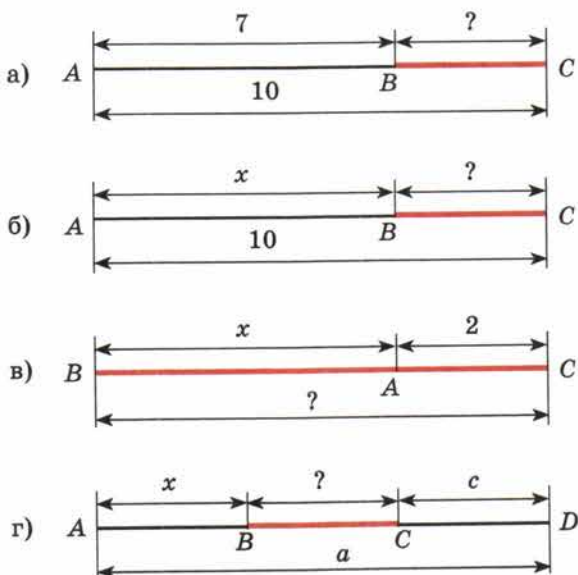 7 ?
а) A B C
10
x ?
б) A B C
10
x 2
в) B A C
?
x ? c
г) A B C D
a